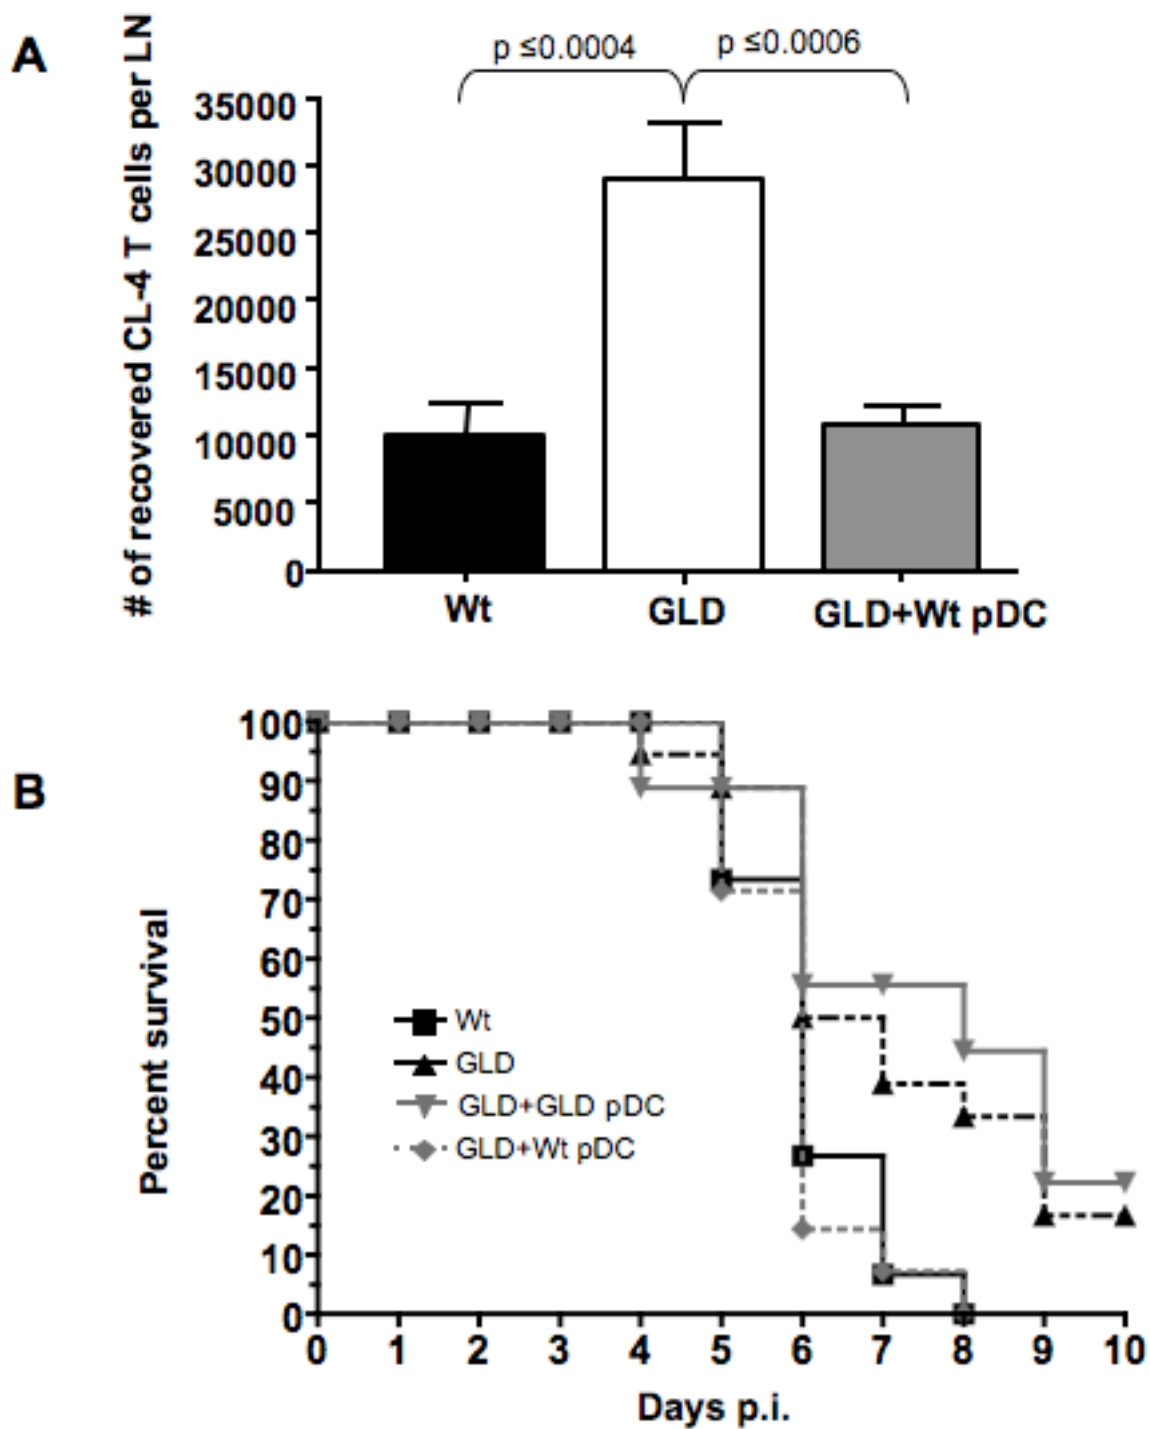 A
p ≤0.0004
p ≤0.0006
# of recovered CL-4 T cells per LN
35000
30000
25000
20000
15000
10000
5000
0
Wt
GLD
GLD+Wt pDC
B
Percent survival
100
90
80
70
60
50
40
30
20
10
0
Wt
GLD
GLD+GLD pDC
GLD+Wt pDC
0 1 2 3 4 5 6 7 8 9 10
Days p.i.